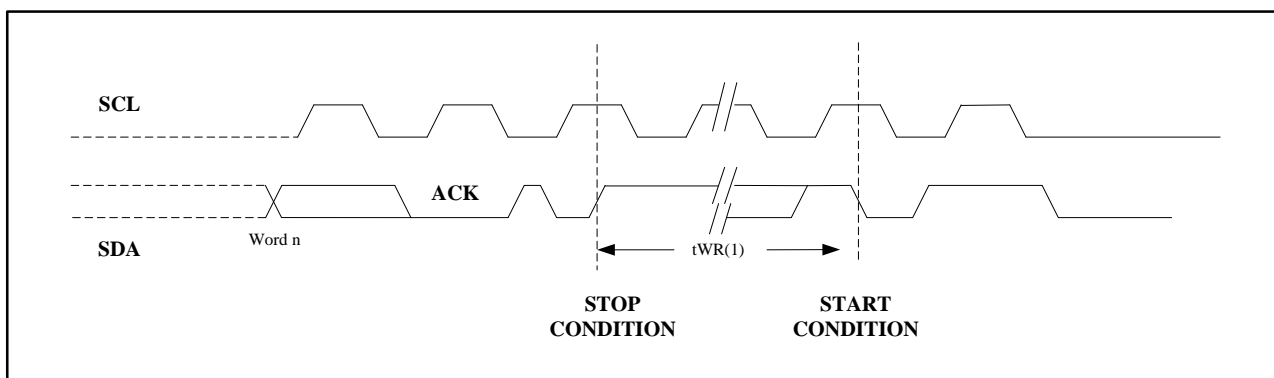 SCL
ACK
SDA
Word n
tWR(1)
STOP
CONDITION
START
CONDITION